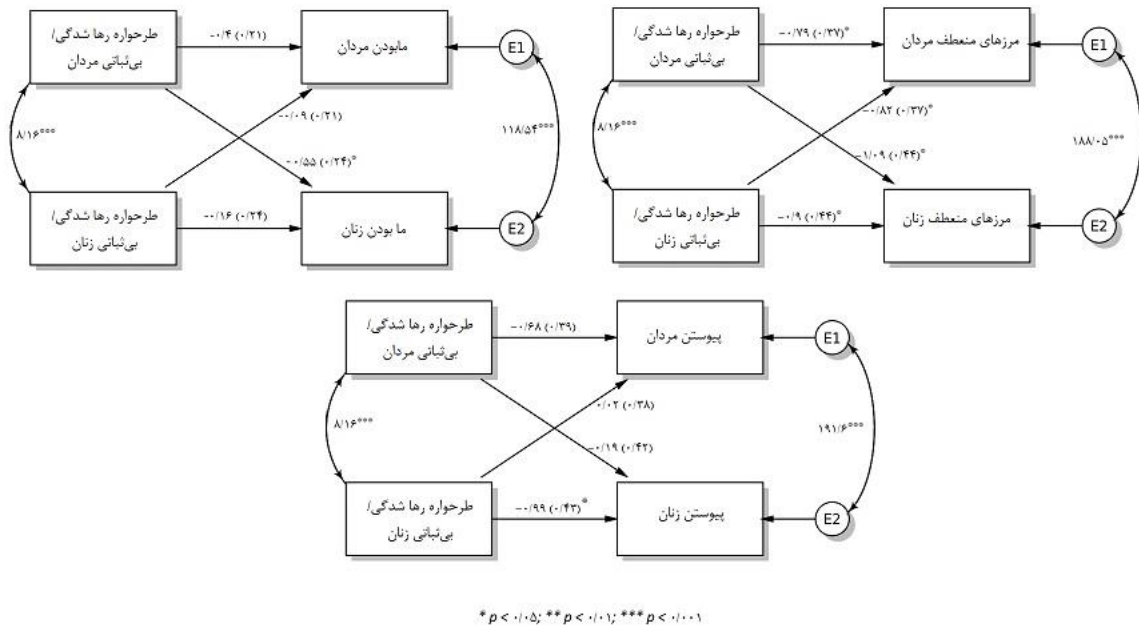 طرحواره رها شدگی/
بی‌ثباتی مردان
-۰/۴ (۰/۲۱)
مابودن مردان
E1
-۰/۰۹ (۰/۲۱)
۸/۱۶***
۱۱۸/۵۴***
-۰/۵۵ (۰/۲۴)*
طرحواره رها شدگی/
بی‌ثباتی زنان
-۰/۱۶ (۰/۲۴)
ما بودن زنان
E2
طرحواره رها شدگی/
بی‌ثباتی مردان
-۰/۷۹ (۰/۳۷)*
مرزهای منعطف مردان
E1
-۰/۸۲ (۰/۳۷)*
۸/۱۶***
۱۸۸/۰۵***
-۱/۰۹ (۰/۴۴)*
طرحواره رها شدگی/
بی‌ثباتی زنان
-۰/۹ (۰/۴۴)*
مرزهای منعطف زنان
E2
طرحواره رها شدگی/
بی‌ثباتی مردان
-۰/۶۸ (۰/۳۹)
پیوستن مردان
E1
۰/۰۲ (۰/۳۸)
۸/۱۶***
۱۹۱/۶***
-۰/۱۹ (۰/۴۲)
طرحواره رها شدگی/
بی‌ثباتی زنان
-۰/۹۹ (۰/۴۳)*
پیوستن زنان
E2
* p < ۰/۰۵; ** p < ۰/۰۱; *** p < ۰/۰۰۱